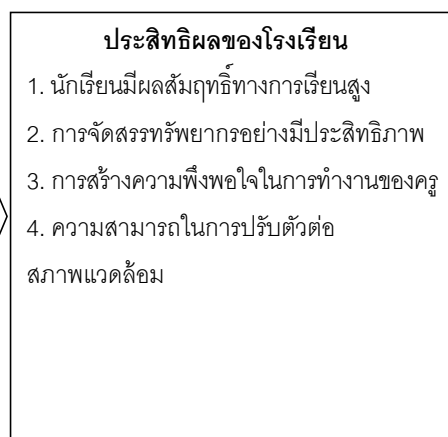 ประสิทธิผลของโรงเรียน
1. นักเรียนมีผลสัมฤทธิ์ทางการเรียนสูง
2. การจัดสรรทรัพยากรอย่างมีประสิทธิภาพ
3. การสร้างความพึงพอใจในการทำงานของครู
4. ความสามารถในการปรับตัวต่อ
สภาพแวดล้อม